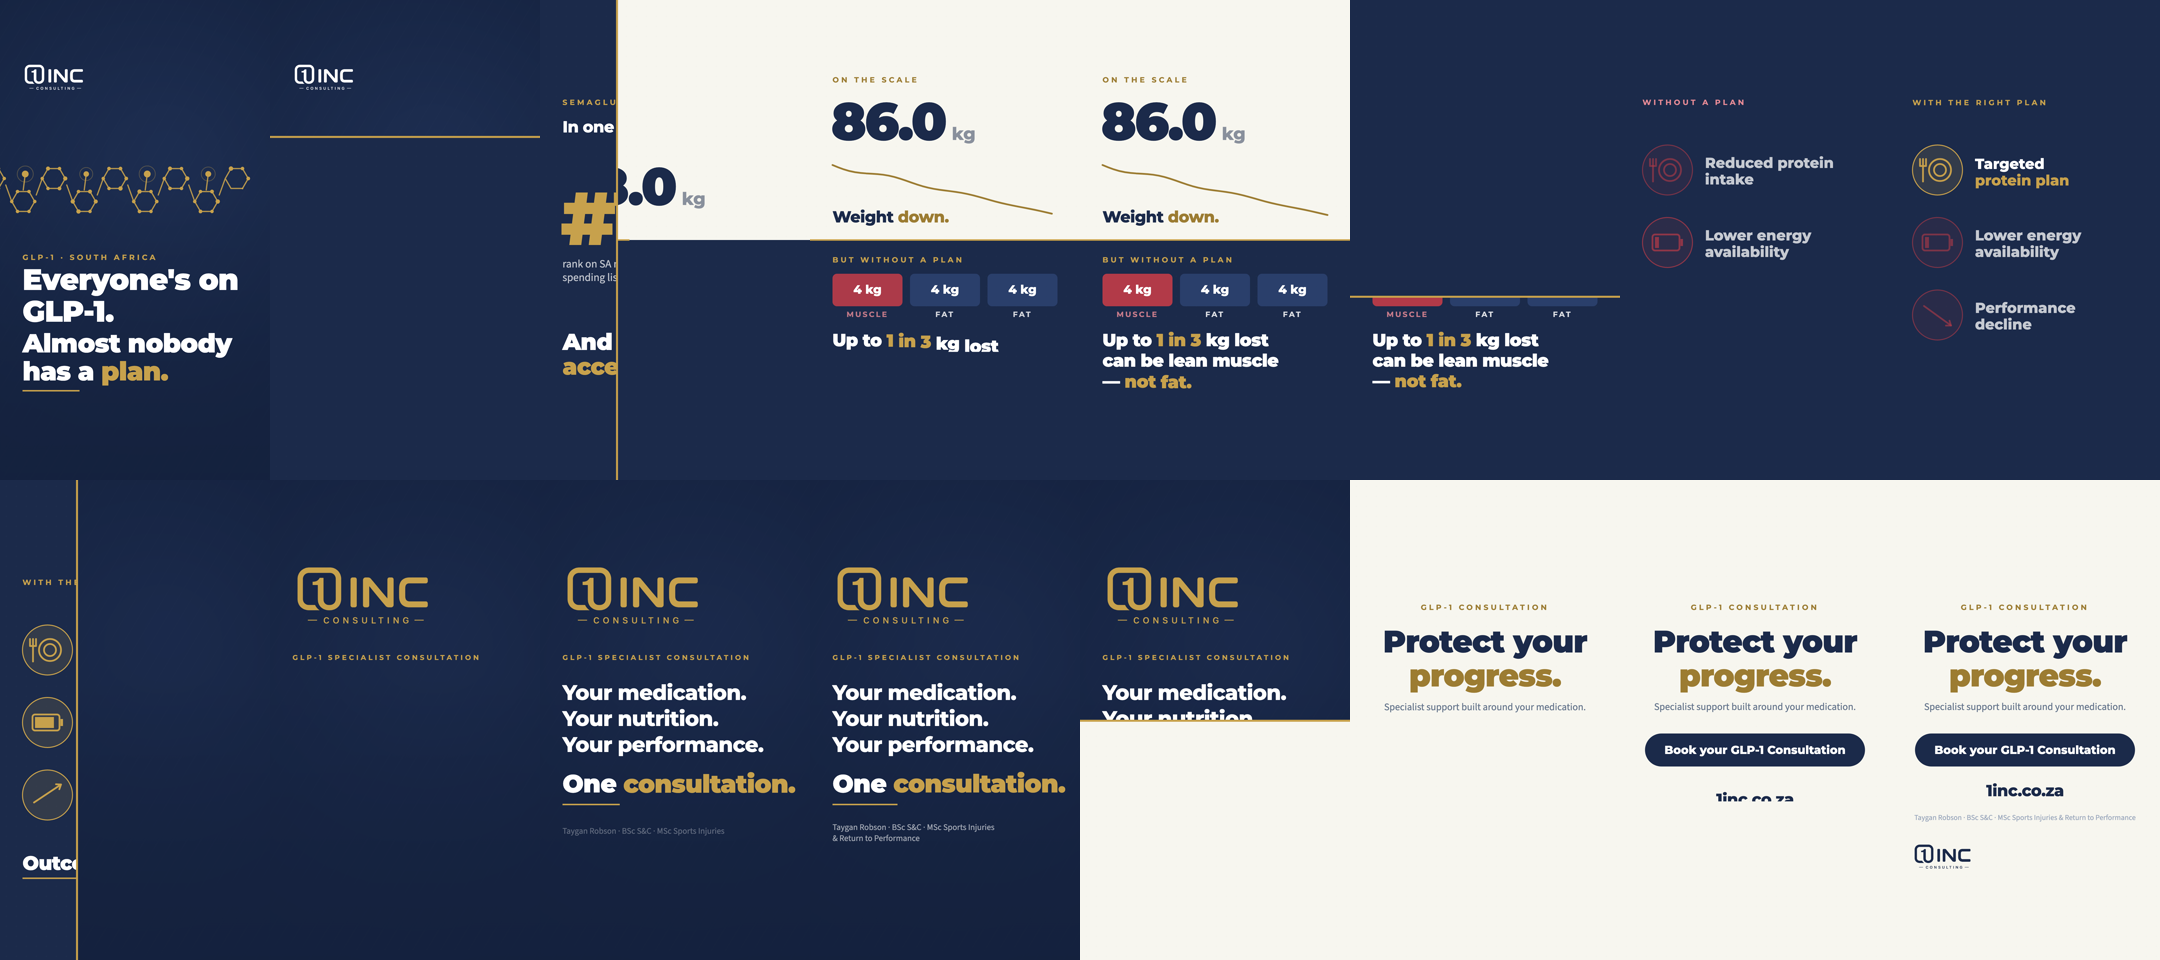 1INC
CONSULTING
GLP-1 · SOUTH AFRICA
Everyone's on
GLP-1.
Almost nobody
has a plan.
1INC
CONSULTING
In one
#
rank on SA
And
.0 kg
ON THE SCALE
86.0 kg
Weight down.
BUT WITHOUT A PLAN
4 kg 4 kg 4 kg
MUSCLE FAT FAT
Up to 1 in 3 kg lost
ON THE SCALE
86.0 kg
Weight down.
BUT WITHOUT A PLAN
4 kg 4 kg 4 kg
MUSCLE FAT FAT
Up to 1 in 3 kg lost
can be lean muscle
— not fat.
MUSCLE FAT FAT
Up to 1 in 3 kg lost
can be lean muscle
— not fat.
WITHOUT A PLAN
Reduced protein
intake
Lower energy
availability
WITH THE RIGHT PLAN
Targeted
protein plan
Lower energy
availability
Performance
decline
WITH
1INC
CONSULTING
GLP-1 SPECIALIST CONSULTATION
1INC
CONSULTING
GLP-1 SPECIALIST CONSULTATION
Your medication.
Your nutrition.
Your performance.
One consultation.
Taygan Robson · BSc S&C · MSc Sports Injuries
1INC
CONSULTING
GLP-1 SPECIALIST CONSULTATION
Your medication.
Your nutrition.
Your performance.
One consultation.
Taygan Robson · BSc S&C · MSc Sports Injuries
& Return to Performance
1INC
CONSULTING
GLP-1 SPECIALIST CONSULTATION
Your medication.
Your nutrition
GLP-1 CONSULTATION
Protect your
progress.
Specialist support built around your medication.
GLP-1 CONSULTATION
Protect your
progress.
Specialist support built around your medication.
Book your GLP-1 Consultation
1inc.co.za
GLP-1 CONSULTATION
Protect your
progress.
Specialist support built around your medication.
Book your GLP-1 Consultation
1inc.co.za
Taygan Robson · BSc S&C · MSc Sports Injuries & Return to Performance
1INC
CONSULTING